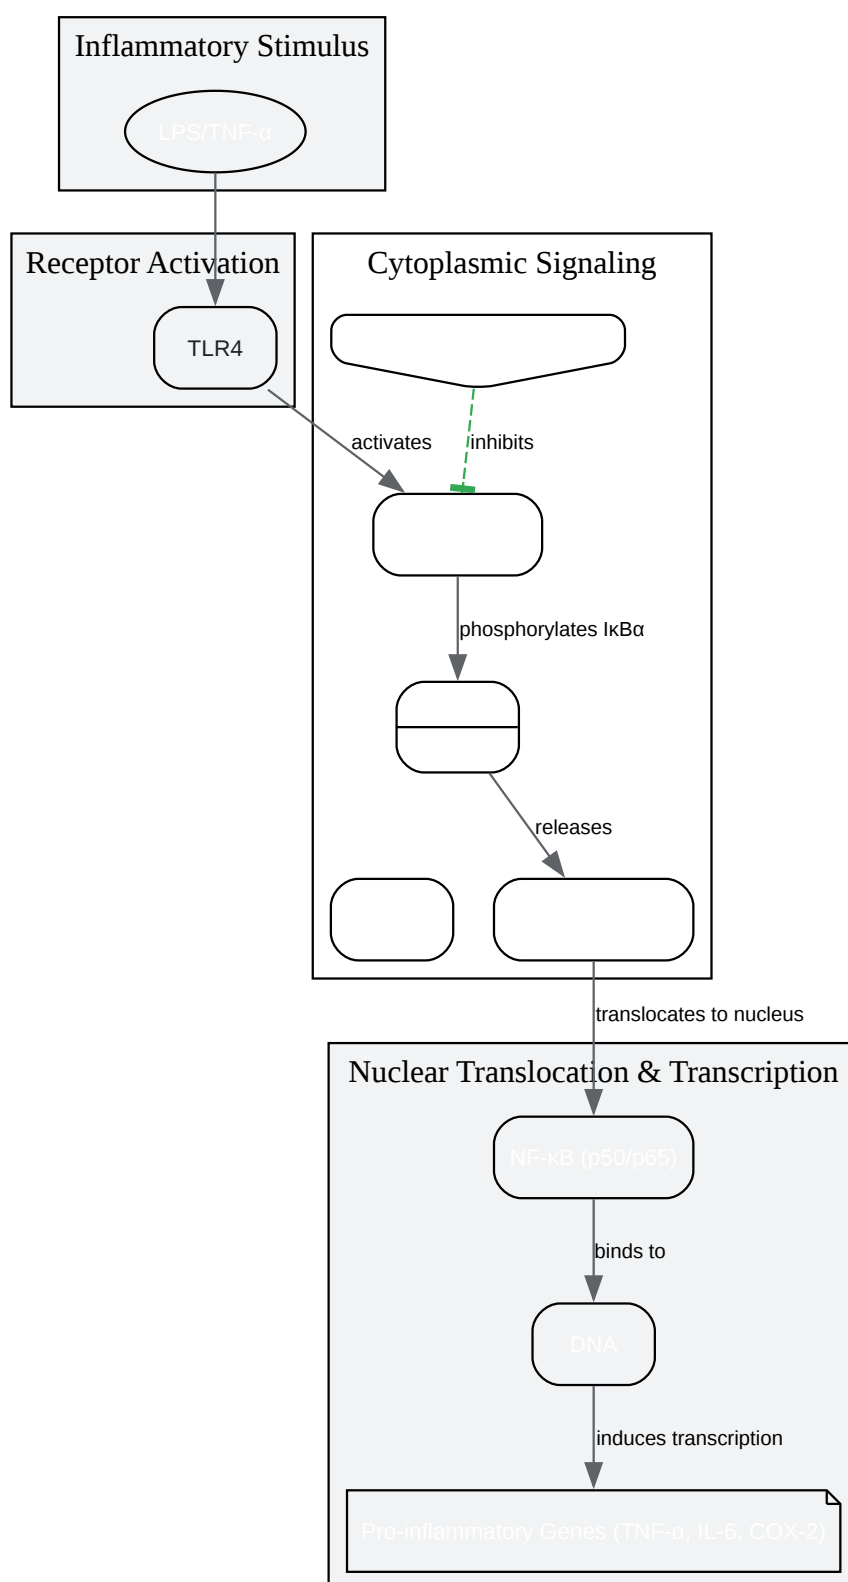 Inflammatory Stimulus
LPS/TNF-α
Receptor Activation
TLR4
Cytoplasmic Signaling
activates
inhibits
phosphorylates IκBα
releases
translocates to nucleus
Nuclear Translocation & Transcription
NF-κB (p50/p65)
binds to
DNA
induces transcription
Pro-inflammatory Genes (TNF-α, IL-6, COX-2)